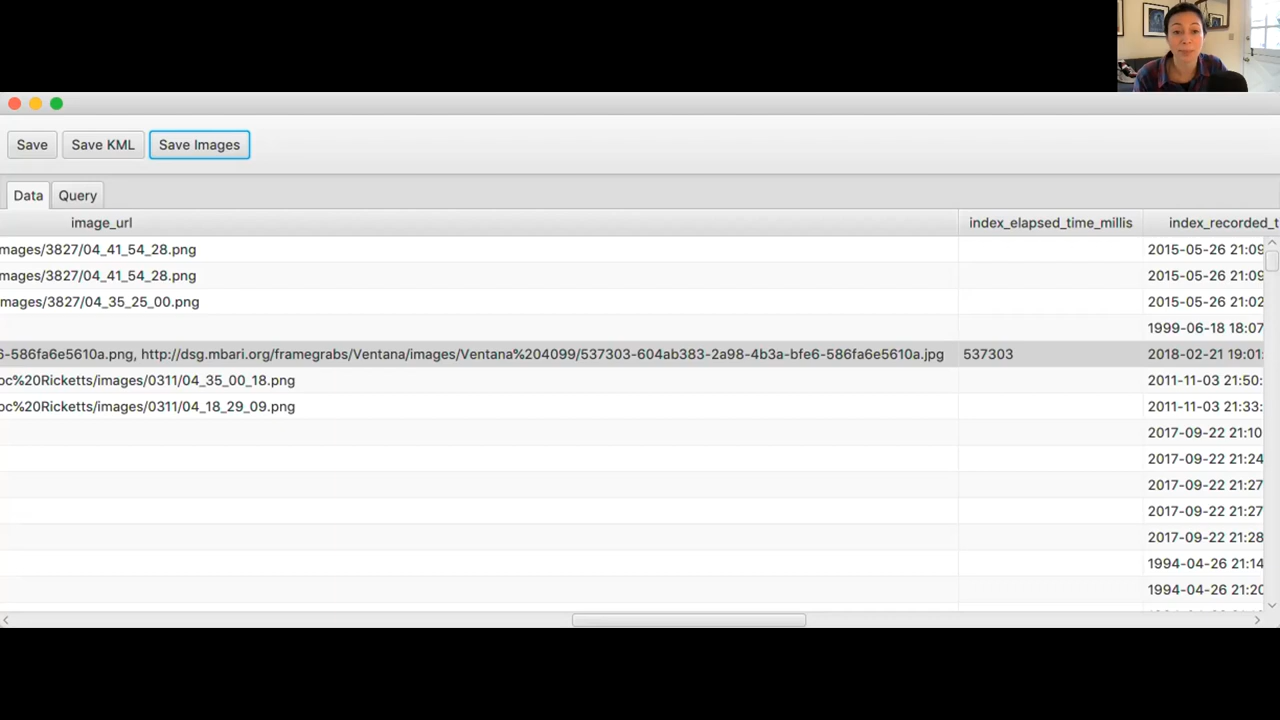 Save Save KML Save Images
Data Query
image_url index_elapsed_time_millis index_recorded_t
mages/3827/04_41_54_28.png 2015-05-26 21:09
mages/3827/04_41_54_28.png 2015-05-26 21:09
mages/3827/04_35_25_00.png 2015-05-26 21:02
1999-06-18 18:07
6-586fa6e5610a.png, http://dsg.mbari.org/framegrabs/Ventana/images/Ventana%204099/537303-604ab383-2a98-4b3a-bfe6-586fa6e5610a.jpg 537303 2018-02-21 19:01:
oc%20Ricketts/images/0311/04_35_00_18.png 2011-11-03 21:50:
oc%20Ricketts/images/0311/04_18_29_09.png 2011-11-03 21:33:
2017-09-22 21:10
2017-09-22 21:24
2017-09-22 21:27
2017-09-22 21:27
2017-09-22 21:28
1994-04-26 21:14
1994-04-26 21:20